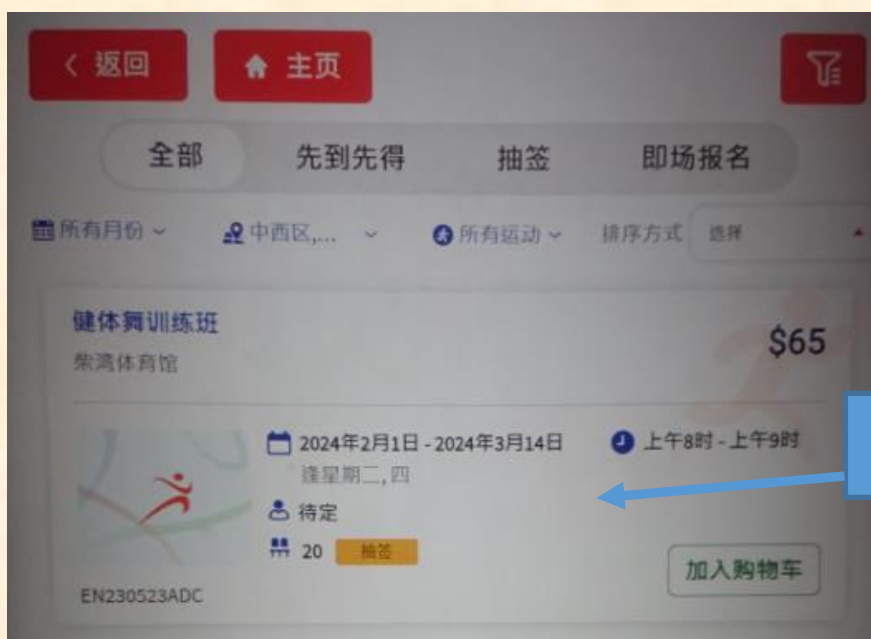 返回
主页
全部 先到先得 抽签 即场报名
所有月份 中西区,... 所有运动 排序方式 选择
健体舞训练班
$65
柴湾体育馆
2024年2月1日 - 2024年3月14日
上午8时 - 上午9时
逢星期二, 四
待定
20 抽签
加入购物车
EN230523ADC